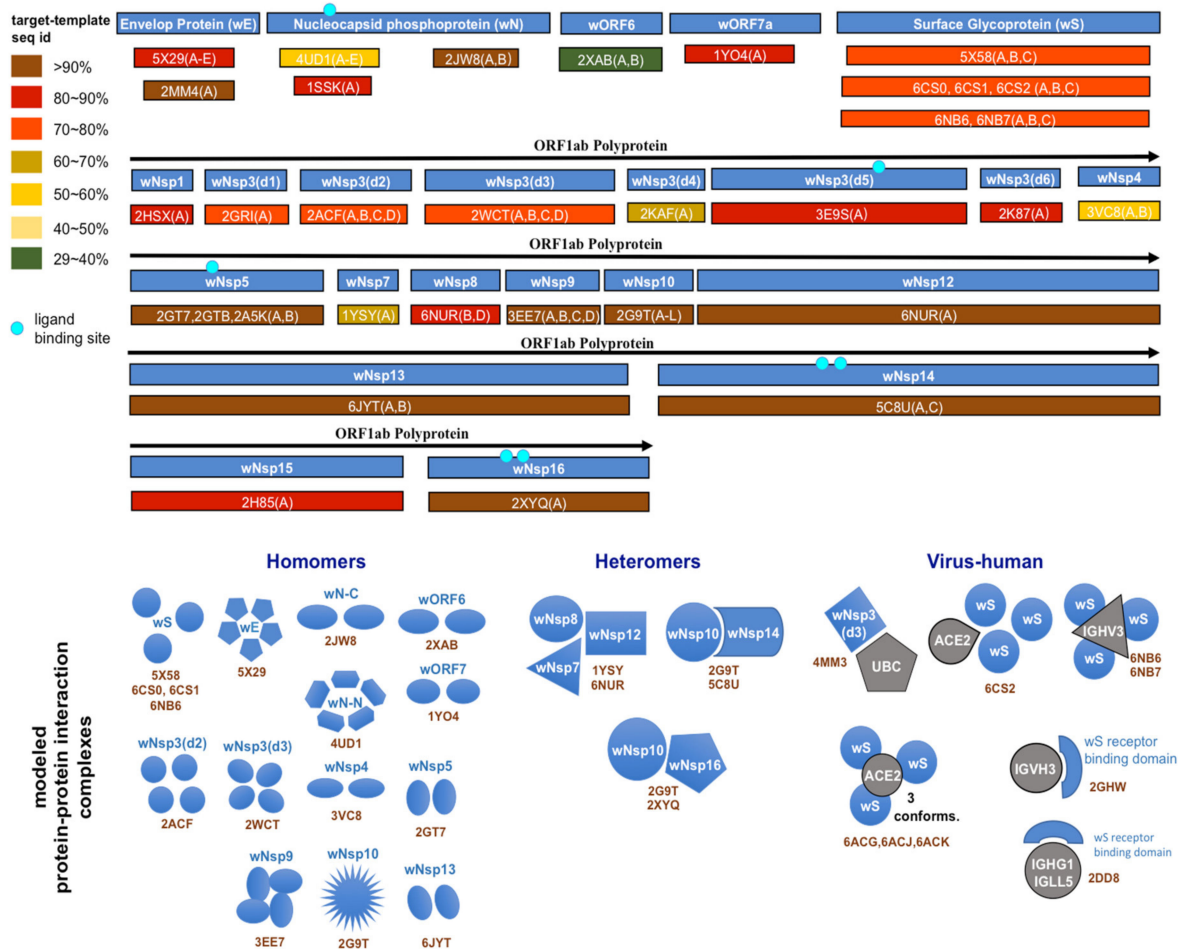 target-template
seq id
>90%
80~90%
70~80%
60~70%
50~60%
40~50%
29~40%
ligand
binding site
Envelop Protein (wE)
Nucleocapsid phosphoprotein (wN)
wORF6
wORF7a
Surface Glycoprotein (wS)
5X29(A-E)
4UD1(A-E)
2JW8(A,B)
2XAB(A,B)
1YO4(A)
5X58(A,B,C)
2MM4(A)
1SSK(A)
6CS0, 6CS1, 6CS2 (A,B,C)
6NB6, 6NB7(A,B,C)
ORF1ab Polyprotein
wNsp1
wNsp3(d1)
wNsp3(d2)
wNsp3(d3)
wNsp3(d4)
wNsp3(d5)
wNsp3(d6)
wNsp4
2HSX(A)
2GRI(A)
2ACF(A,B,C,D)
2WCT(A,B,C,D)
2KAF(A)
3E9S(A)
2K87(A)
3VC8(A,B)
ORF1ab Polyprotein
wNsp5
wNsp7
wNsp8
wNsp9
wNsp10
wNsp12
2GT7,2GTB,2A5K(A,B)
1YSY(A)
6NUR(B,D)
3EE7(A,B,C,D)
2G9T(A-L)
6NUR(A)
ORF1ab Polyprotein
wNsp13
wNsp14
6JYT(A,B)
5C8U(A,C)
ORF1ab Polyprotein
wNsp15
wNsp16
2H85(A)
2XYQ(A)
modeled
protein-protein interaction
complexes
Homomers
wS
5X58
6CS0, 6CS1
6NB6
wE
5X29
wN-C
2JW8
wORF6
2XAB
wN-N
4UD1
wORF7
1YO4
wNsp3(d2)
2ACF
wNsp3(d3)
2WCT
wNsp4
3VC8
wNsp5
2GT7
wNsp9
3EE7
wNsp10
2G9T
wNsp13
6JYT
Heteromers
wNsp8
wNsp12
wNsp7
1YSY
6NUR
wNsp10
wNsp14
2G9T
5C8U
wNsp10
wNsp16
2G9T
2XYQ
Virus-human
wNsp3
(d3)
UBC
4MM3
wS
wS
ACE2
wS
6CS2
wS
IGHV3
wS
wS
6NB6
6NB7
wS
wS
ACE2
wS
3
conforms.
6ACG,6ACJ,6ACK
IGVH3
wS receptor
binding domain
2GHW
wS receptor
binding domain
IGHG1
IGLL5
2DD8